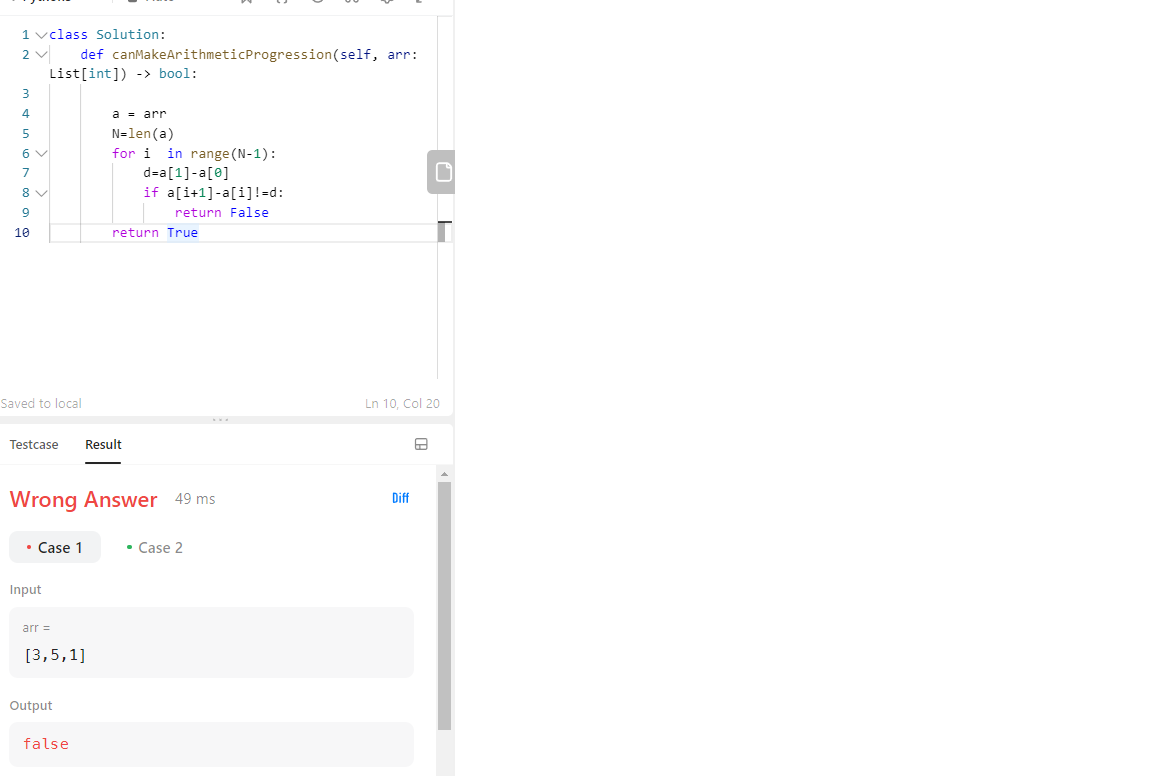 1 class Solution:
2 def canMakeArithmeticProgression(self, arr:
List[int]) -> bool:
3
4 a = arr
5 N=len(a)
6 for i  in range(N-1):
7 d=a[1]-a[0]
8 if a[i+1]-a[i]!=d:
9 return False
10 return True
Saved to local
Ln 10, Col 20
Testcase Result
Wrong Answer 49 ms Diff
Case 1 Case 2
Input
arr =
[3,5,1]
Output
false